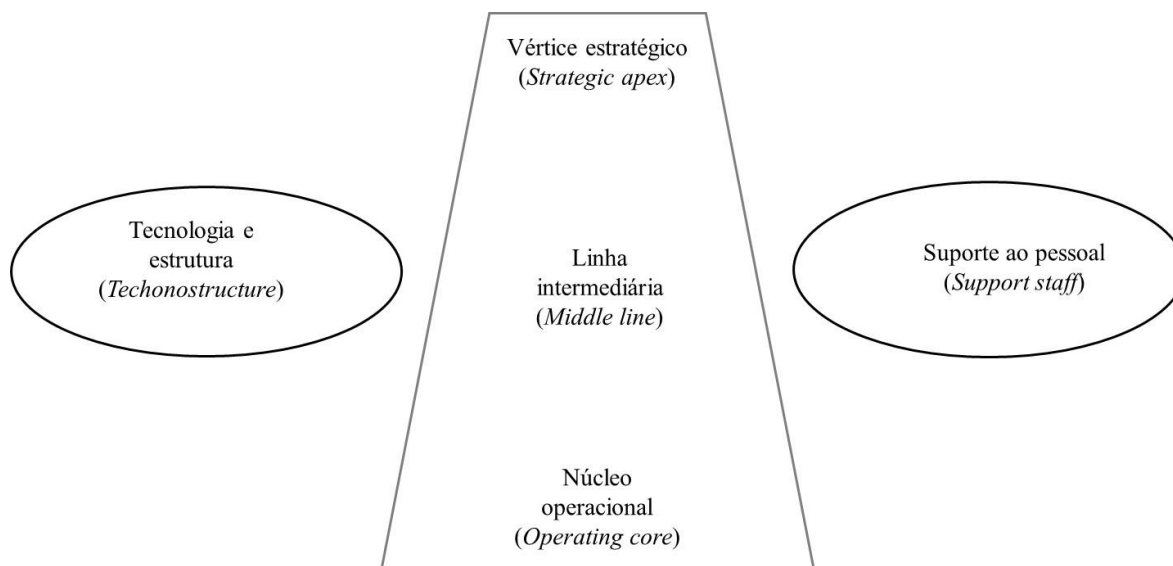 Vértice estratégico
(Strategic apex)
Tecnologia e
estrutura
(Techonostructure)
Linha
intermediária
(Middle line)
Suporte ao pessoal
(Support staff)
Núcleo
operacional
(Operating core)